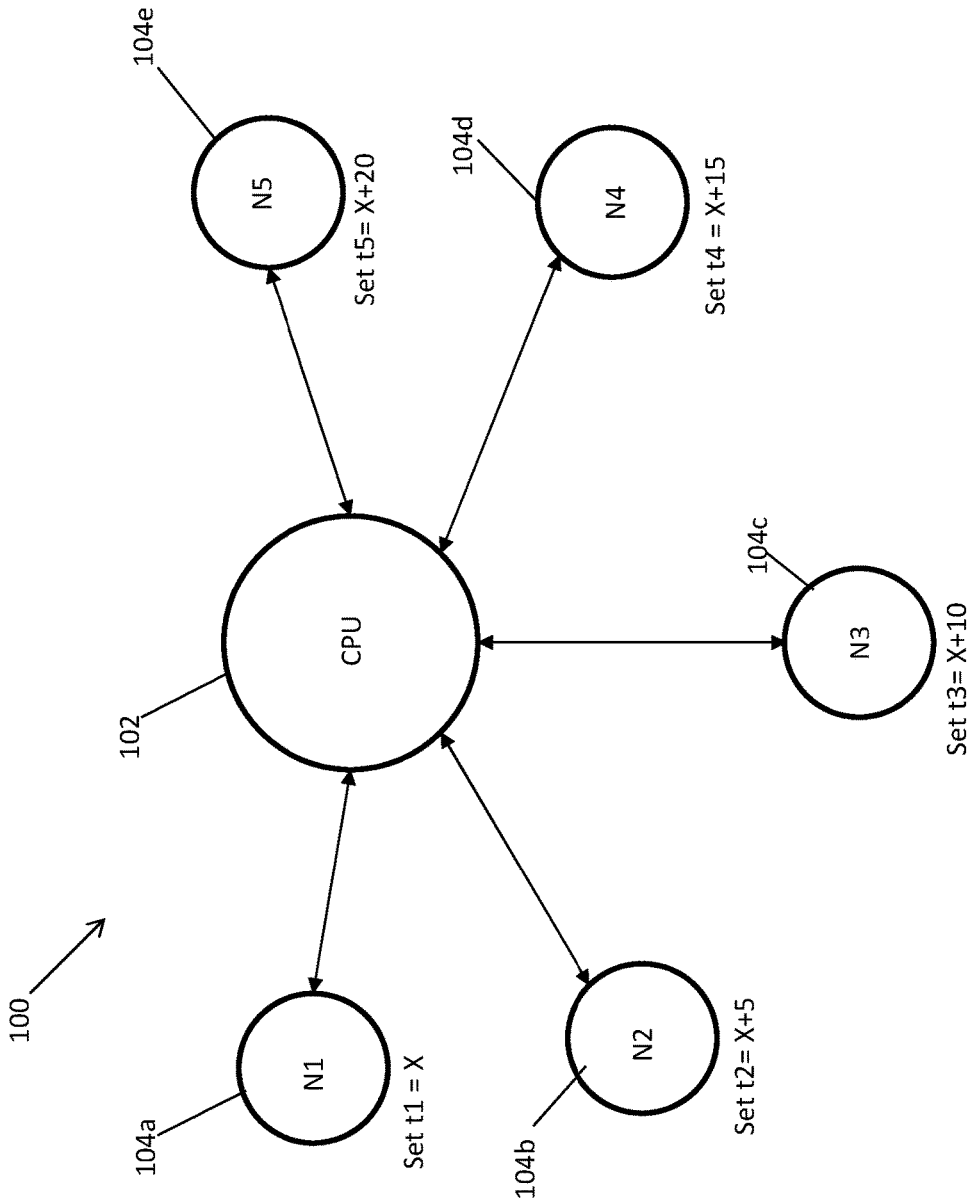 100
102
CPU
104a
N1
Set t1 = X
104b
N2
Set t2= X+5
104c
N3
Set t3= X+10
104d
N4
Set t4 = X+15
104e
N5
Set t5= X+20